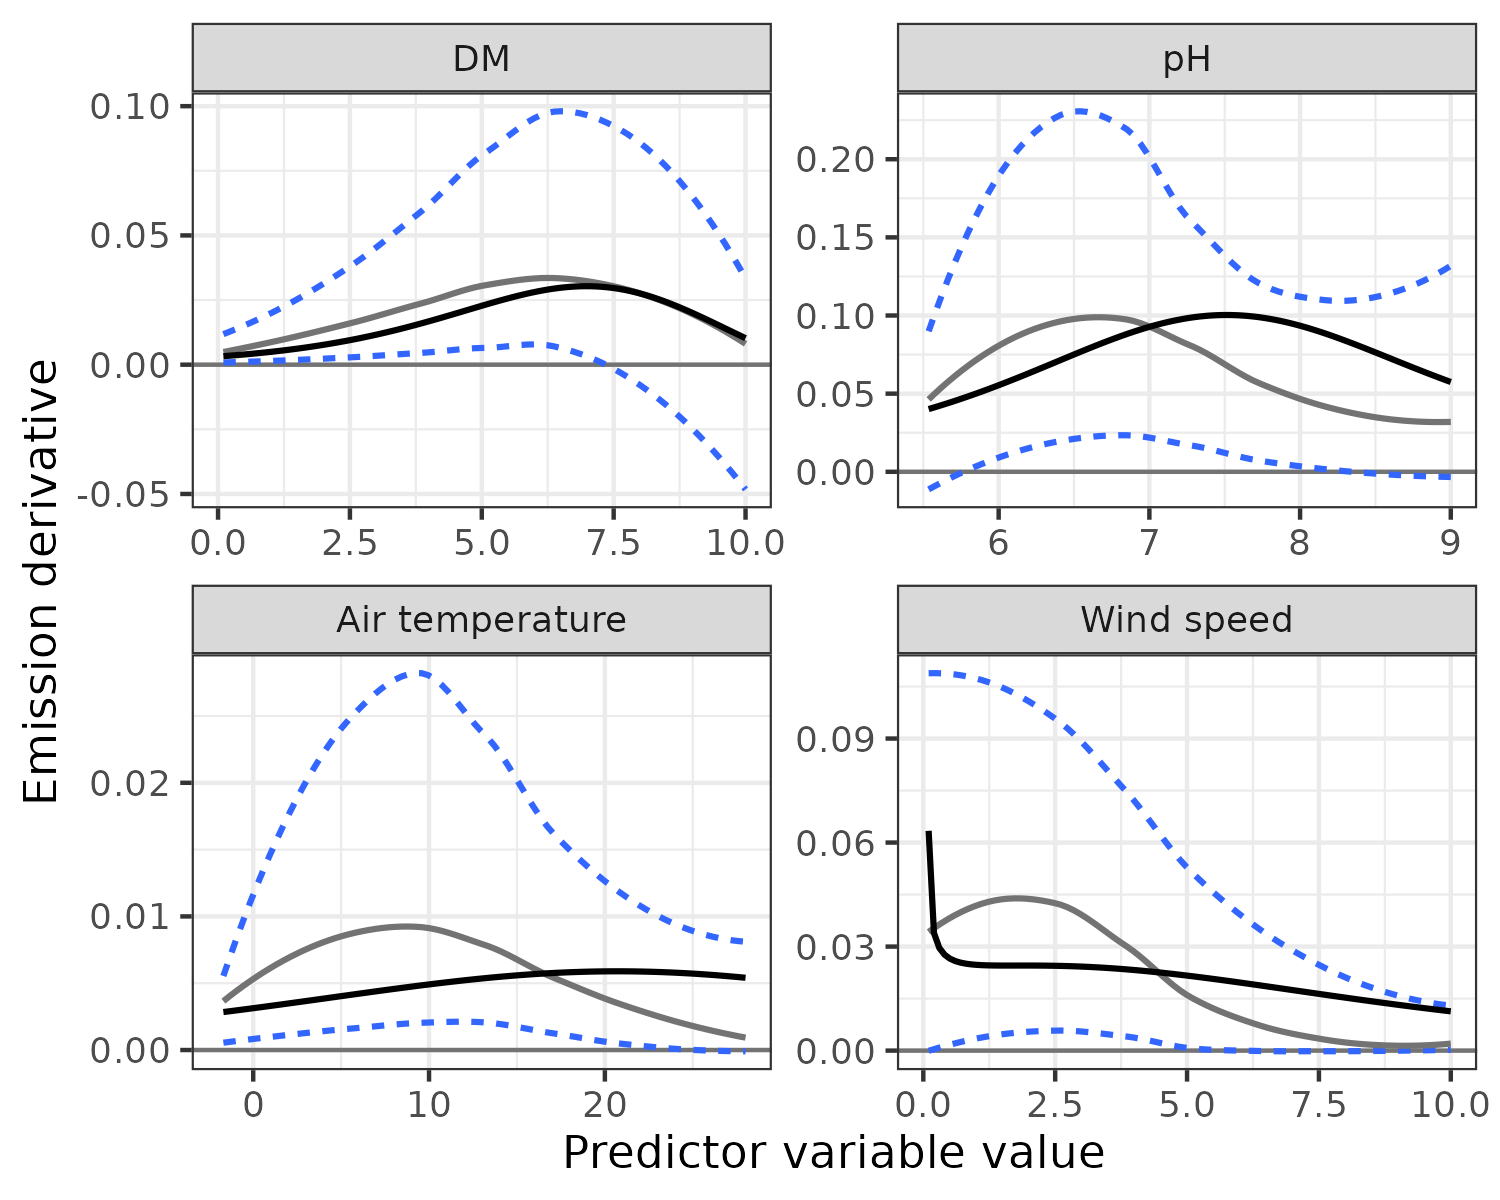 DM
pH
0.10
0.05
0.00
-0.05
0.0 2.5 5.0 7.5 10.0
0.20
0.15
0.10
0.05
0.00
6 7 8 9
Emission derivative
Air temperature
Wind speed
0.02
0.01
0.00
0 10 20
0.09
0.06
0.03
0.00
0.0 2.5 5.0 7.5 10.0
Predictor variable value